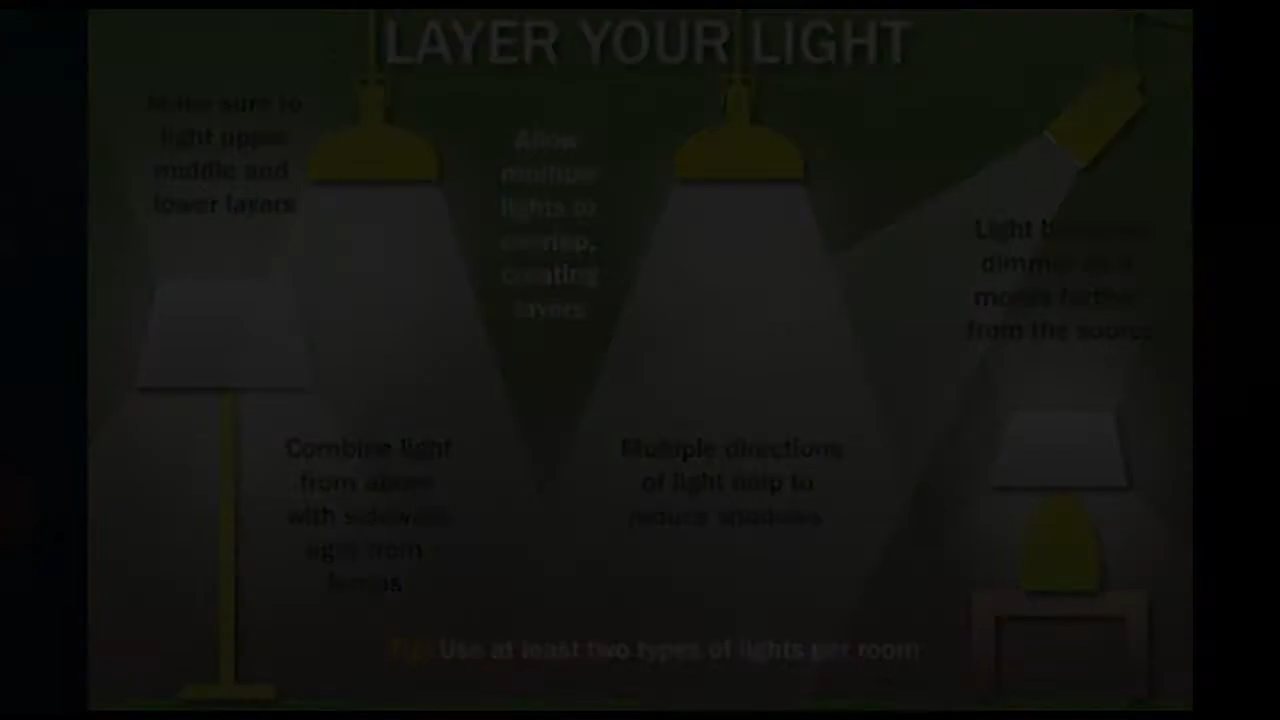 LAYER YOUR LIGHT
Make sure to
light upper
middle and
lower layers
Allow
multiple
lights to
overlap,
creating
layers
Light becomes
dimmer as it
moves farther
from the source
Combine light
from above
with sideways
light from
lamps
Multiple directions
of light help to
reduce shadows
Tip: Use at least two types of lights per room